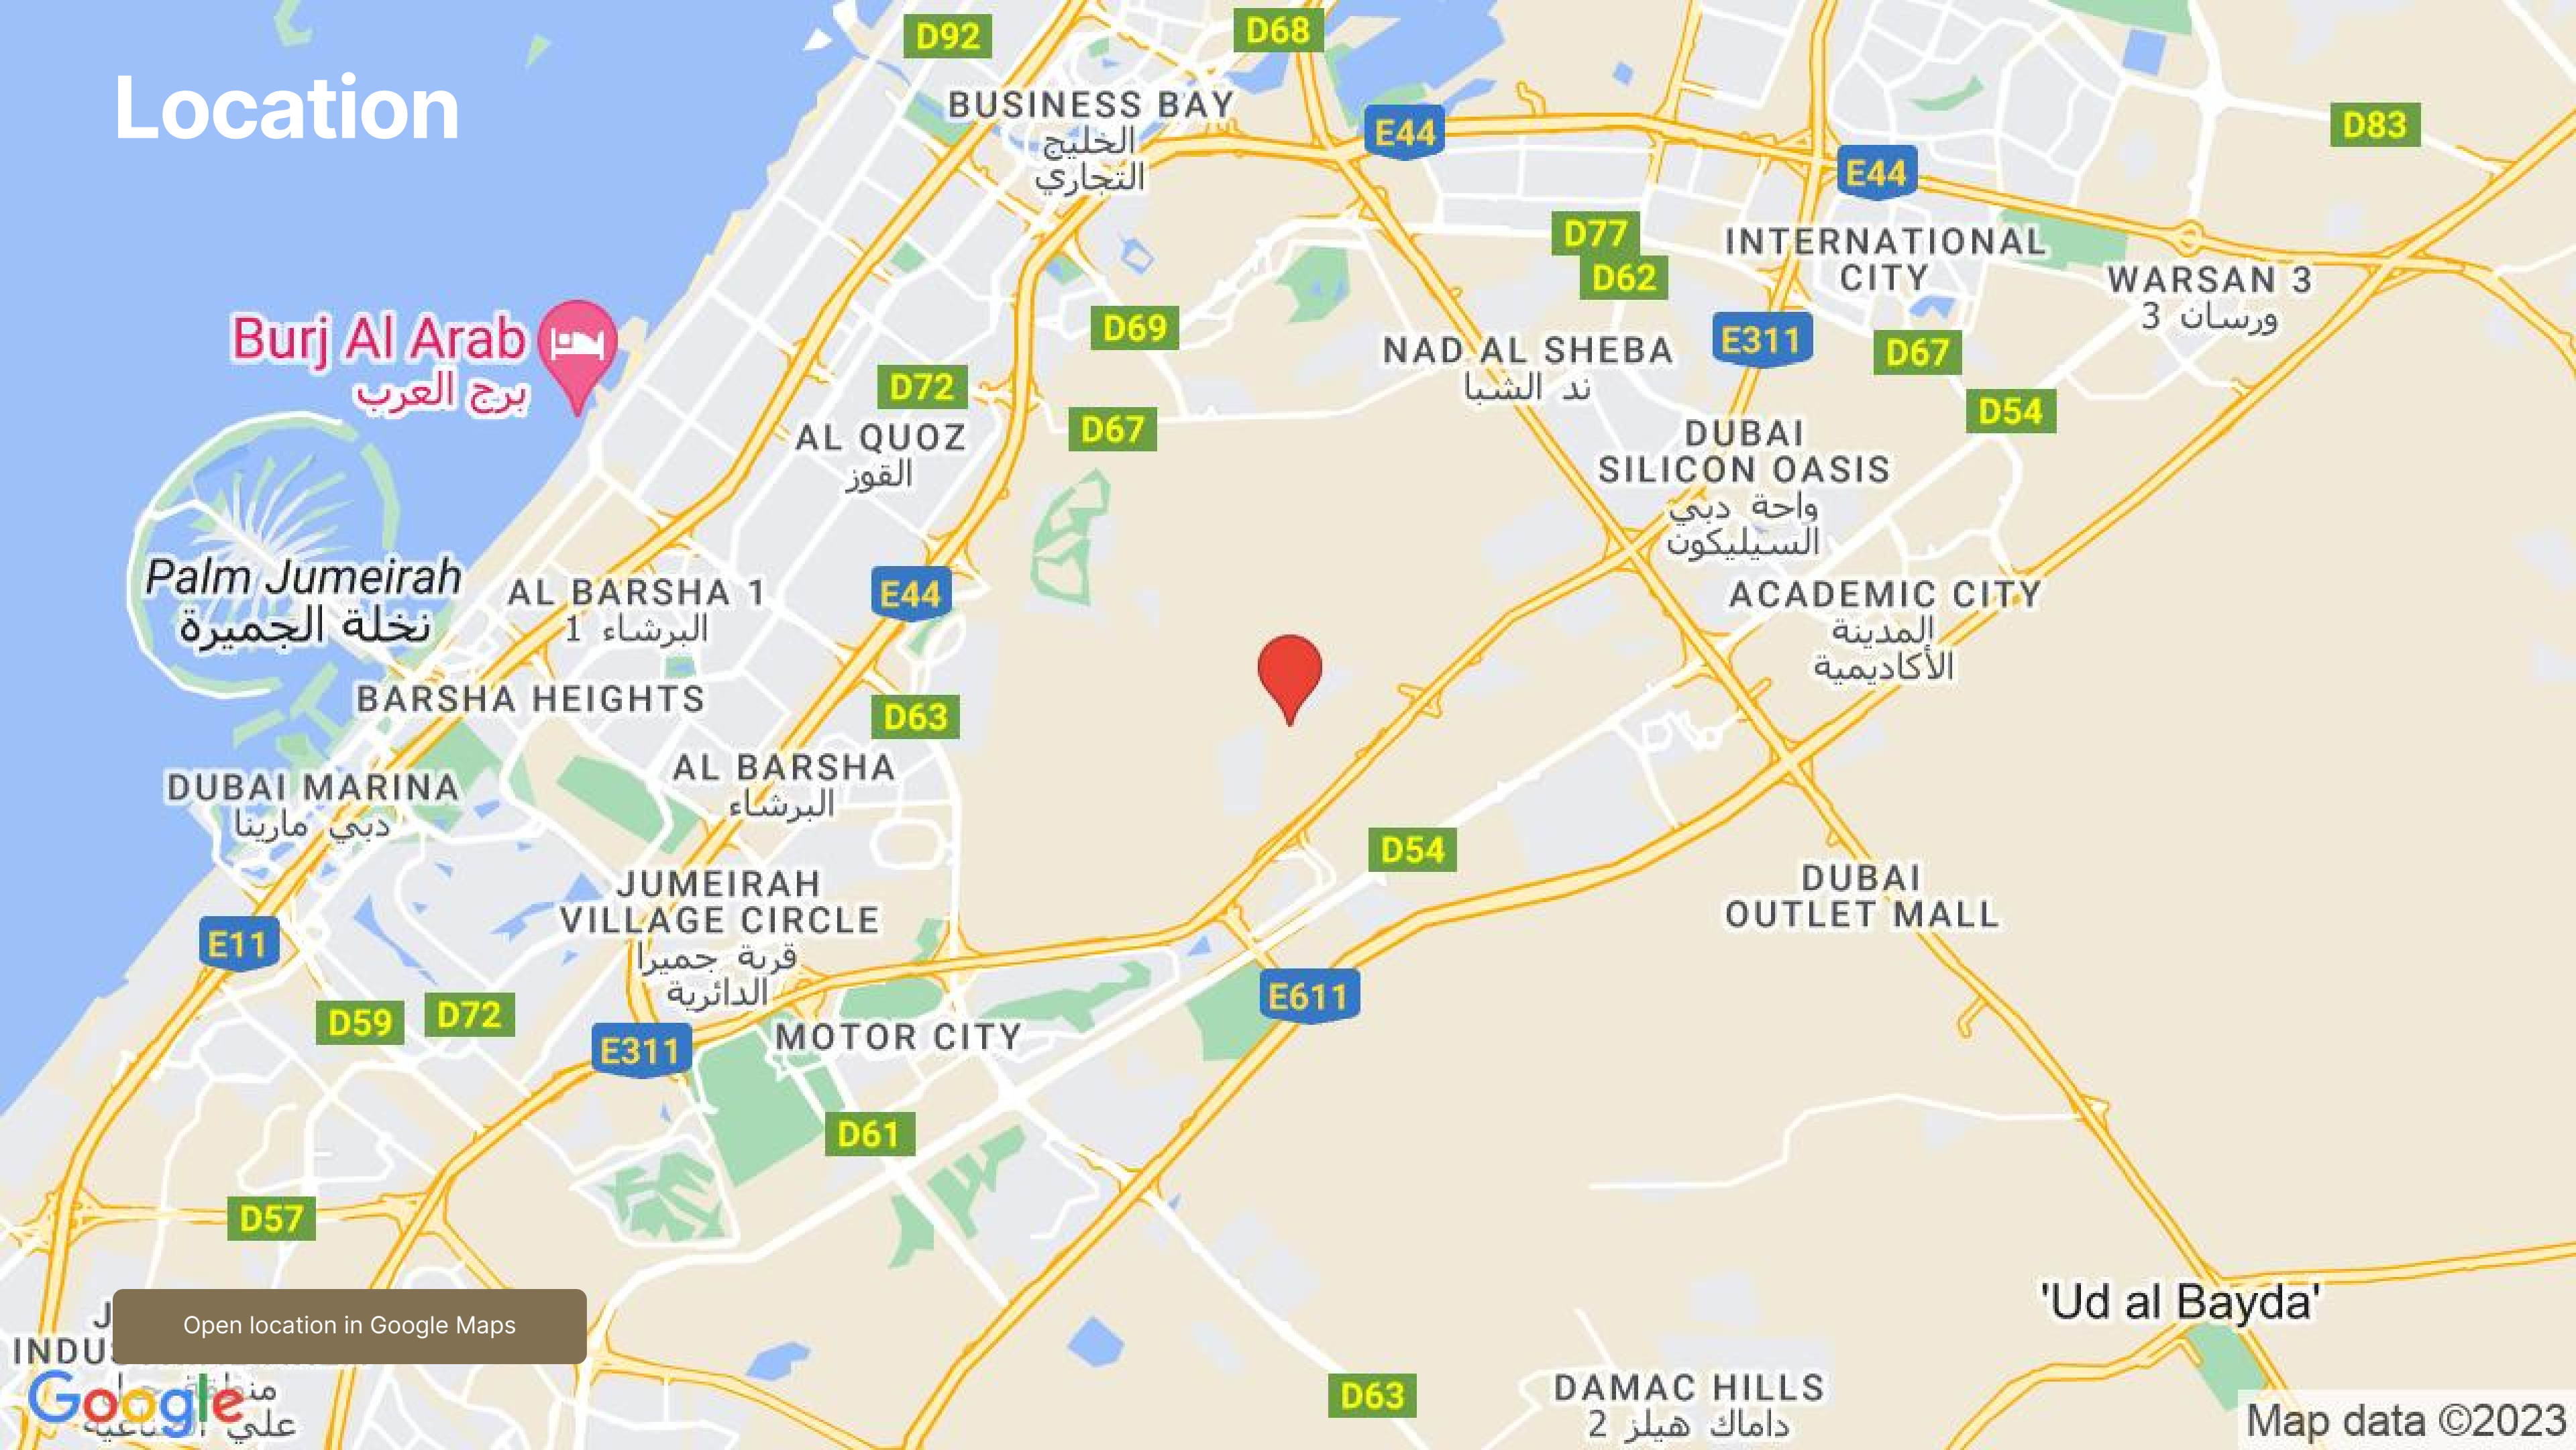 Location
D92
D68
BUSINESS BAY
الخليج
التجاري
E44
D83
E44
D77
INTERNATIONAL
CITY
D62
WARSAN 3
ورسان 3
Burj Al Arab
برج العرب
D69
NAD AL SHEBA
ند الشبا
E311
D67
D72
D54
D67
AL QUOZ
القوز
DUBAI
SILICON OASIS
واحة دبي
السيليكون
Palm Jumeirah
نخلة الجميرة
AL BARSHA 1
البرشاء 1
E44
ACADEMIC CITY
المدينة
الأكاديمية
BARSHA HEIGHTS
D63
DUBAI MARINA
دبي مارينا
AL BARSHA
البرشاء
D54
JUMEIRAH
VILLAGE CIRCLE
قرية جميرا
الدائرية
DUBAI
OUTLET MALL
E11
E611
D59
D72
E311
MOTOR CITY
D61
D57
'Ud al Bayda'
Open location in Google Maps
Google
علي
D63
DAMAC HILLS
داماك هيلز 2
Map data ©2023